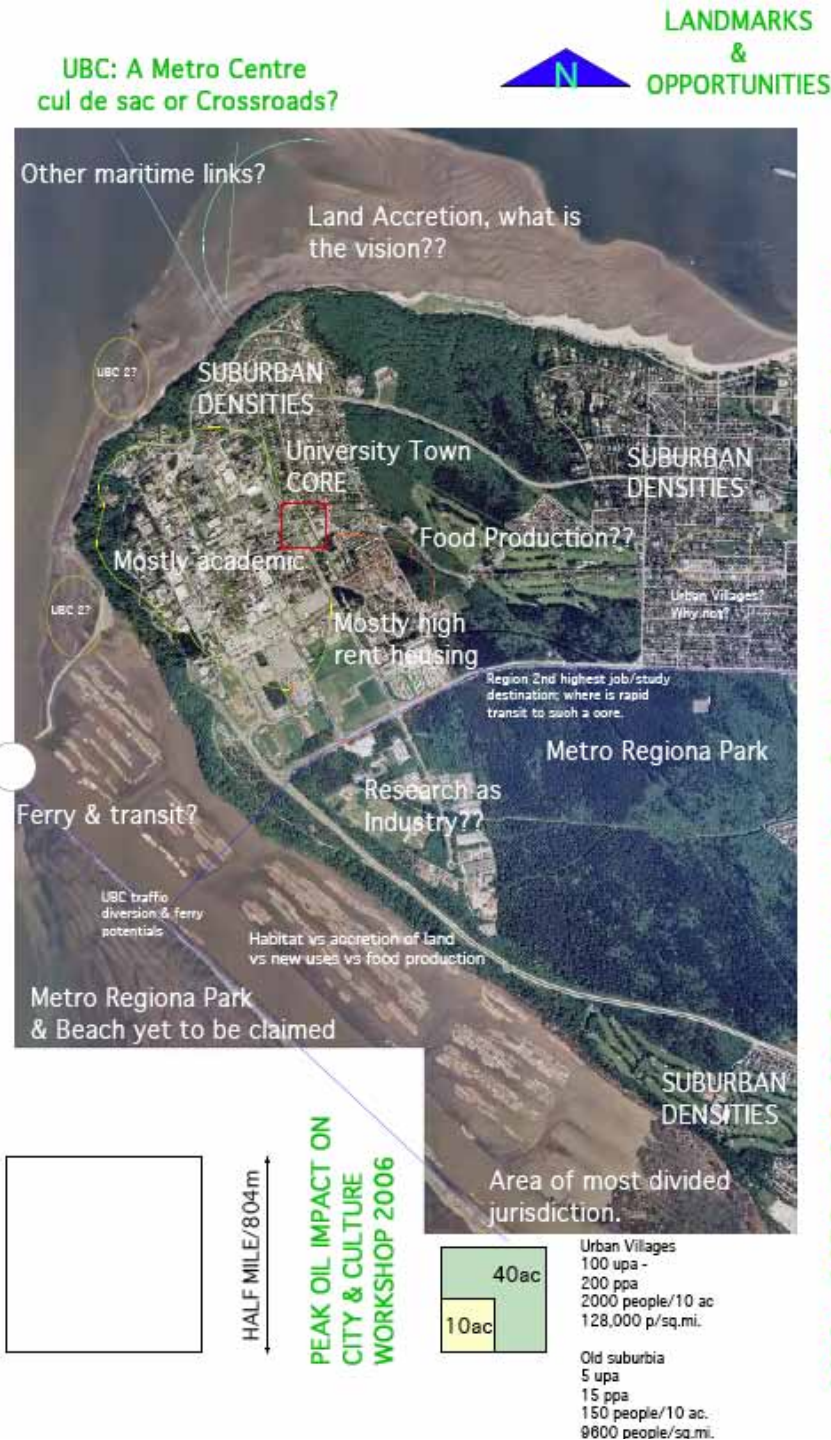 LANDMARKS
&
OPPORTUNITIES
UBC: A Metro Centre
cul de sac or Crossroads?
N
Other maritime links?
Land Accretion, what is
the vision??
UBC 2?
SUBURBAN
DENSITIES
University Town
CORE
SUBURBAN
DENSITIES
Food Production??
Mostly academic
UBC 2?
Urban Villages?
Why not?
Mostly high
rent housing
Region 2nd highest job/study
destination; where is rapid
transit to such a core.
Metro Regiona Park
Research as
Industry??
Ferry & transit?
UBC traffic
diversion & ferry
potentials
Habitat vs accretion of land
vs new uses vs food production
Metro Regiona Park
& Beach yet to be claimed
SUBURBAN
DENSITIES
Area of most divided
jurisdiction.
HALF MILE/804m
PEAK OIL IMPACT ON
CITY & CULTURE
WORKSHOP 2006
40ac
10ac
Urban Villages
100 upa -
200 ppa
2000 people/10 ac
128,000 p/sq.mi.
Old suburbia
5 upa
15 ppa
150 people/10 ac.
9600 people/sq.mi.